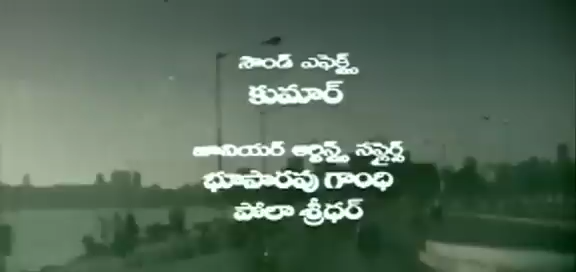 సౌండ్ ఎఫెక్ట్స్
కుమార్
జూనియర్ ఆర్టిస్ట్స్ సప్లైర్స్
భూపారావు గాంధి
పోలా శ్రీధర్